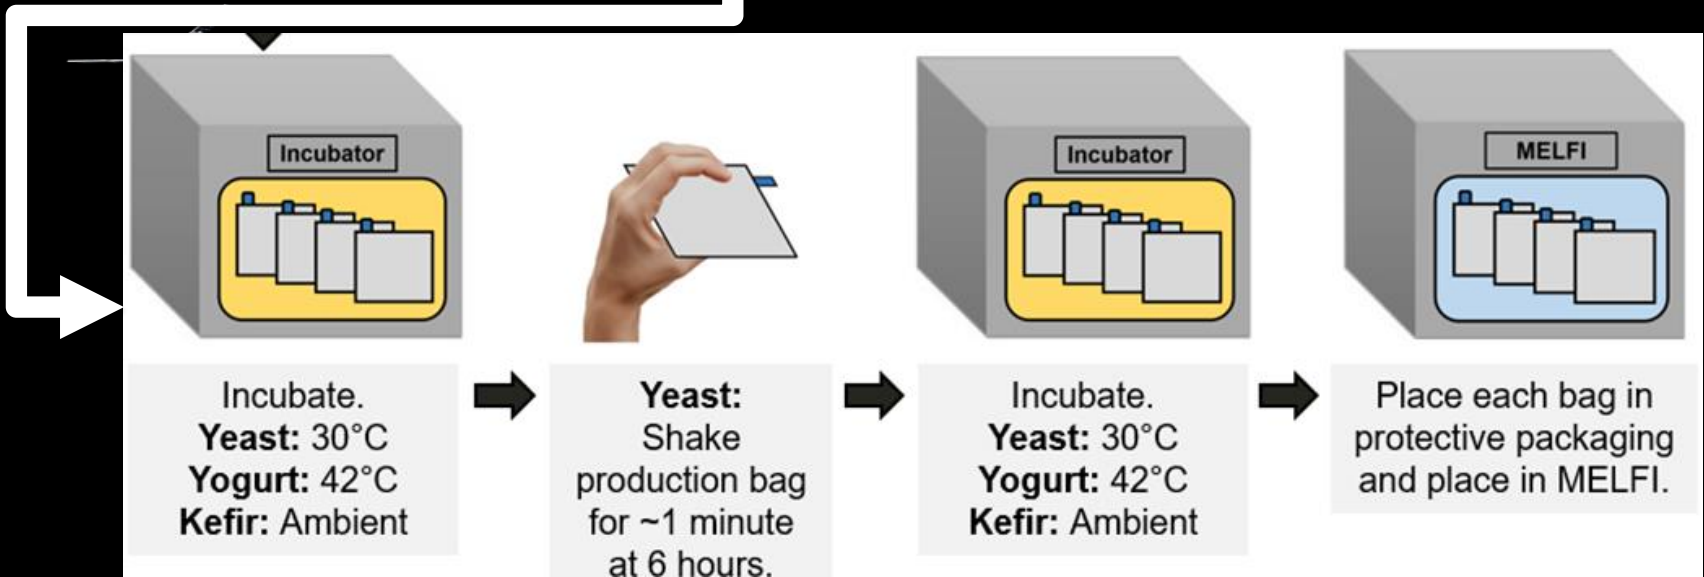 Incubator
Incubator
MELFI
Incubate.
Yeast: 30°C
Yogurt: 42°C
Kefir: Ambient
Yeast:
Shake
production bag
for ~1 minute
at 6 hours.
Incubate.
Yeast: 30°C
Yogurt: 42°C
Kefir: Ambient
Place each bag in
protective packaging
and place in MELFI.